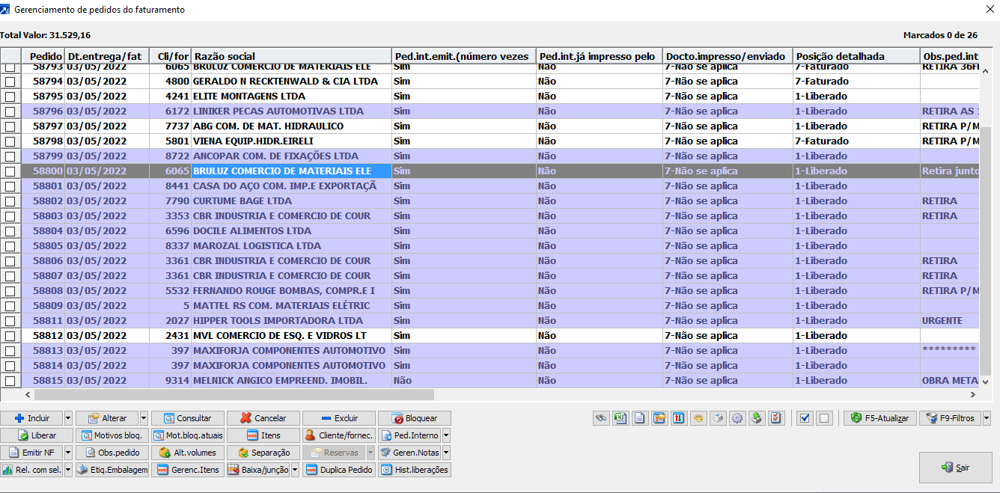 Gerenciamento de pedidos do faturamento
Total Valor: 31.529,16 Marcados 0 de 26
Pedido Dt.entrega/fat Cli/for Razão social Ped.int.emit.(número vezes Ped.int.já impresso pelo Docto.impresso/enviado Posição detalhada Obs.ped.int
58793 03/05/2022 6065 BRULUZ COMERCIO DE MATERIAIS ELE Sim Não 7-Não se aplica 7-Faturado RETIRA 36
58794 03/05/2022 4800 GERALDO N RECKTENWALD & CIA LTDA Sim Não 7-Não se aplica 7-Faturado
58795 03/05/2022 4241 ELITE MONTAGENS LTDA Sim Não 7-Não se aplica 1-Liberado
58796 03/05/2022 6172 LINIKER PECAS AUTOMOTIVAS LTDA Sim Não 7-Não se aplica 1-Liberado RETIRA AS
58797 03/05/2022 7737 ABG COM. DE MAT. HIDRAULICO Sim Não 7-Não se aplica 1-Liberado RETIRA P/M
58798 03/05/2022 5801 VIENA EQUIP.HIDR.EIRELI Sim Não 7-Não se aplica 7-Faturado RETIRA P/M
58799 03/05/2022 8722 ANCOPAR COM. DE FIXAÇÕES LTDA Sim Não 7-Não se aplica 1-Liberado
58800 03/05/2022 6065 BRULUZ COMERCIO DE MATERIAIS ELE Sim Não 7-Não se aplica 1-Liberado Retira junto
58801 03/05/2022 8441 CASA DO AÇO COM. IMP.E EXPORTAÇÃ Sim Não 7-Não se aplica 1-Liberado
58802 03/05/2022 7790 CURTUME BAGE LTDA Sim Não 7-Não se aplica 1-Liberado RETIRA
58803 03/05/2022 3353 CBR INDUSTRIA E COMERCIO DE COUR Sim Não 7-Não se aplica 1-Liberado RETIRA
58804 03/05/2022 6596 DOCILE ALIMENTOS LTDA Sim Não 7-Não se aplica 1-Liberado
58805 03/05/2022 8337 MAROZAL LOGISTICA LTDA Sim Não 7-Não se aplica 1-Liberado
58806 03/05/2022 3361 CBR INDUSTRIA E COMERCIO DE COUR Sim Não 7-Não se aplica 1-Liberado RETIRA
58807 03/05/2022 3361 CBR INDUSTRIA E COMERCIO DE COUR Sim Não 7-Não se aplica 1-Liberado RETIRA
58808 03/05/2022 5532 FERNANDO ROUGE BOMBAS, COMPR.E I Sim Não 7-Não se aplica 1-Liberado RETIRA P/M
58809 03/05/2022 5 MATTEL RS COM. MATERIAIS ELÉTRIC Sim Não 7-Não se aplica 1-Liberado
58811 03/05/2022 2027 HIPPER TOOLS IMPORTADORA LTDA Sim Não 7-Não se aplica 1-Liberado URGENTE
58812 03/05/2022 2431 MVL COMERCIO DE ESQ. E VIDROS LT Sim Não 7-Não se aplica 1-Liberado
58813 03/05/2022 397 MAXIFORJA COMPONENTES AUTOMOTIVO Sim Não 7-Não se aplica 1-Liberado *********
58814 03/05/2022 397 MAXIFORJA COMPONENTES AUTOMOTIVO Sim Não 7-Não se aplica 1-Liberado
58815 03/05/2022 9314 MELNICK ANGICO EMPREEND. IMOBIL. Não Não 7-Não se aplica 1-Liberado OBRA META
Incluir Alterar Consultar Cancelar Excluir Bloquear F5-Atualizar F9-Filtros
Liberar Motivos bloq. Mot.bloq.atuais Itens Cliente/fornec. Ped.Interno
Emitir NF Obs.pedido Alt.volumes Separação Reservas Geren.Notas
Rel. com sel. Etiq.Embalagem Gerenc.Itens Baixa/junção Duplica Pedido Hist.liberações Sair